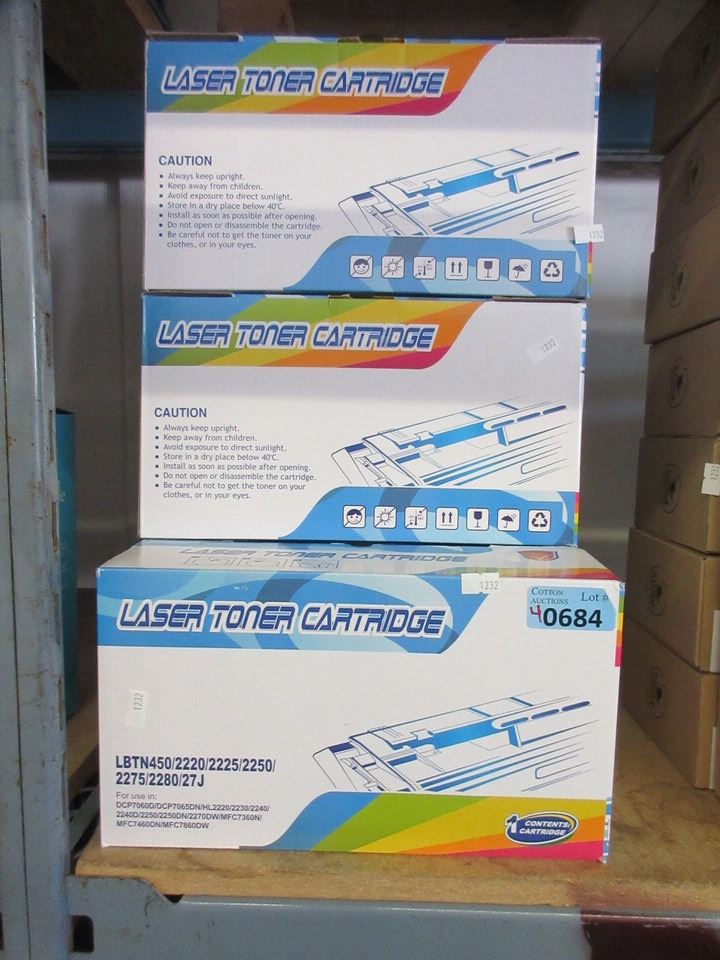 LASER TONER CARTRIDGE
CAUTION
• Always keep upright.
• Keep away from children.
• Avoid exposure to direct sunlight.
• Store in a dry place below 40℃.
• Install as soon as possible after opening.
• Do not open or disassemble the cartridge.
• Be careful not to get the toner on your
clothes, or in your eyes.
1232
LASER TONER CARTRIDGE
1232
CAUTION
• Always keep upright.
• Keep away from children.
• Avoid exposure to direct sunlight.
• Store in a dry place below 40℃.
• Install as soon as possible after opening.
• Do not open or disassemble the cartridge.
• Be careful not to get the toner on your
clothes, or in your eyes.
LASER TONER CARTRIDGE
1232
LASER TONER CARTRIDGE
COTTON AUCTIONS
Lot #
40684
1232
LBTN450/2220/2225/2250/
2275/2280/27J
For use in:
DCP7060D/DCP7065DN/HL2220/2230/2240/
2240D/2250/2250DN/2270DW/MFC7360N/
MFC7460DN/MFC7860DW
1 CONTENTS:
CARTRIDGE